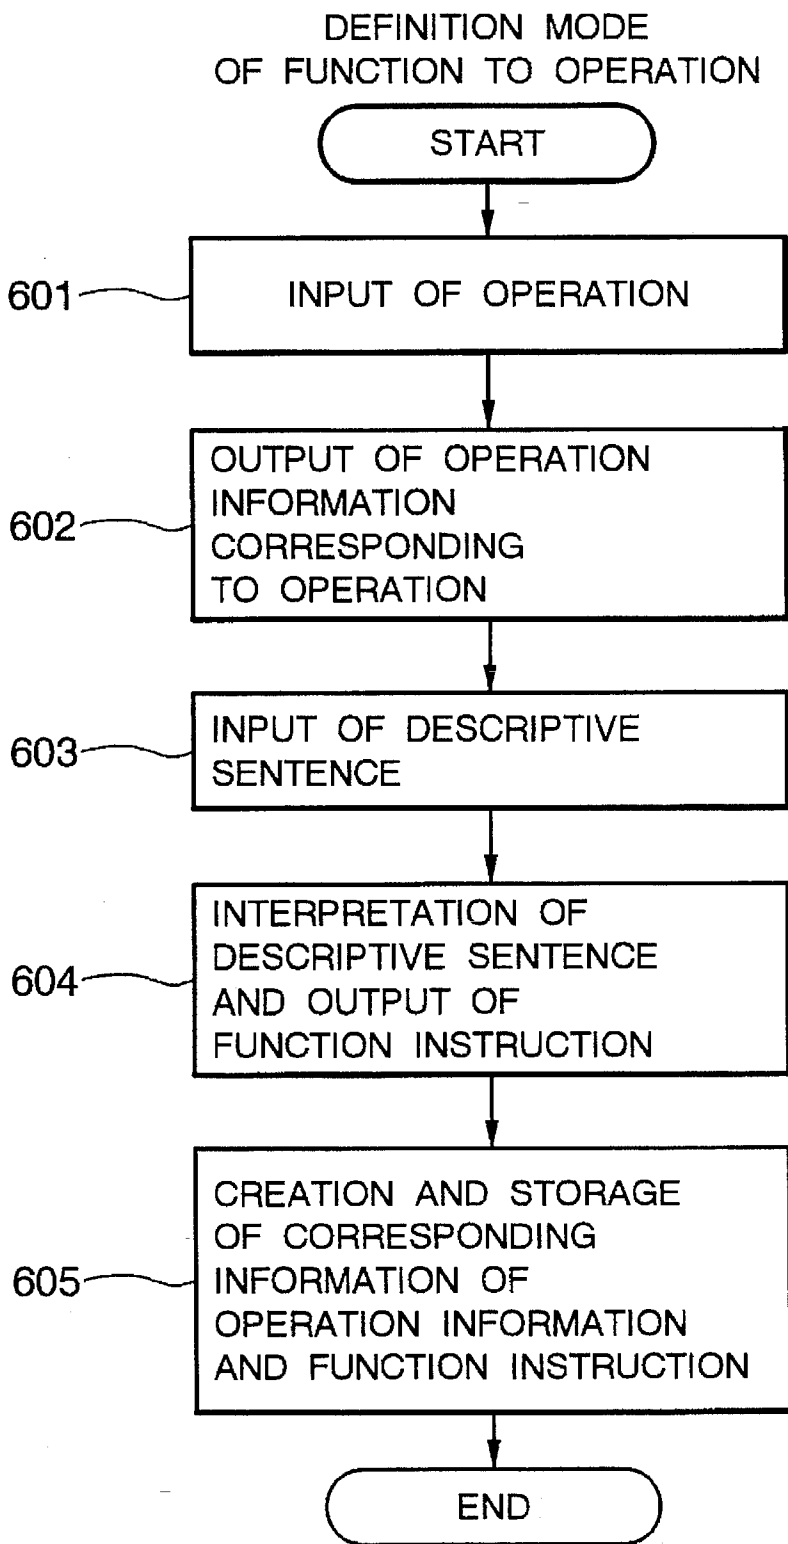 DEFINITION MODE
OF FUNCTION TO OPERATION
START
601
INPUT OF OPERATION
602
OUTPUT OF OPERATION
INFORMATION
CORRESPONDING
TO OPERATION
603
INPUT OF DESCRIPTIVE
SENTENCE
604
INTERPRETATION OF
DESCRIPTIVE SENTENCE
AND OUTPUT OF
FUNCTION INSTRUCTION
605
CREATION AND STORAGE
OF CORRESPONDING
INFORMATION OF
OPERATION INFORMATION
AND FUNCTION INSTRUCTION
END